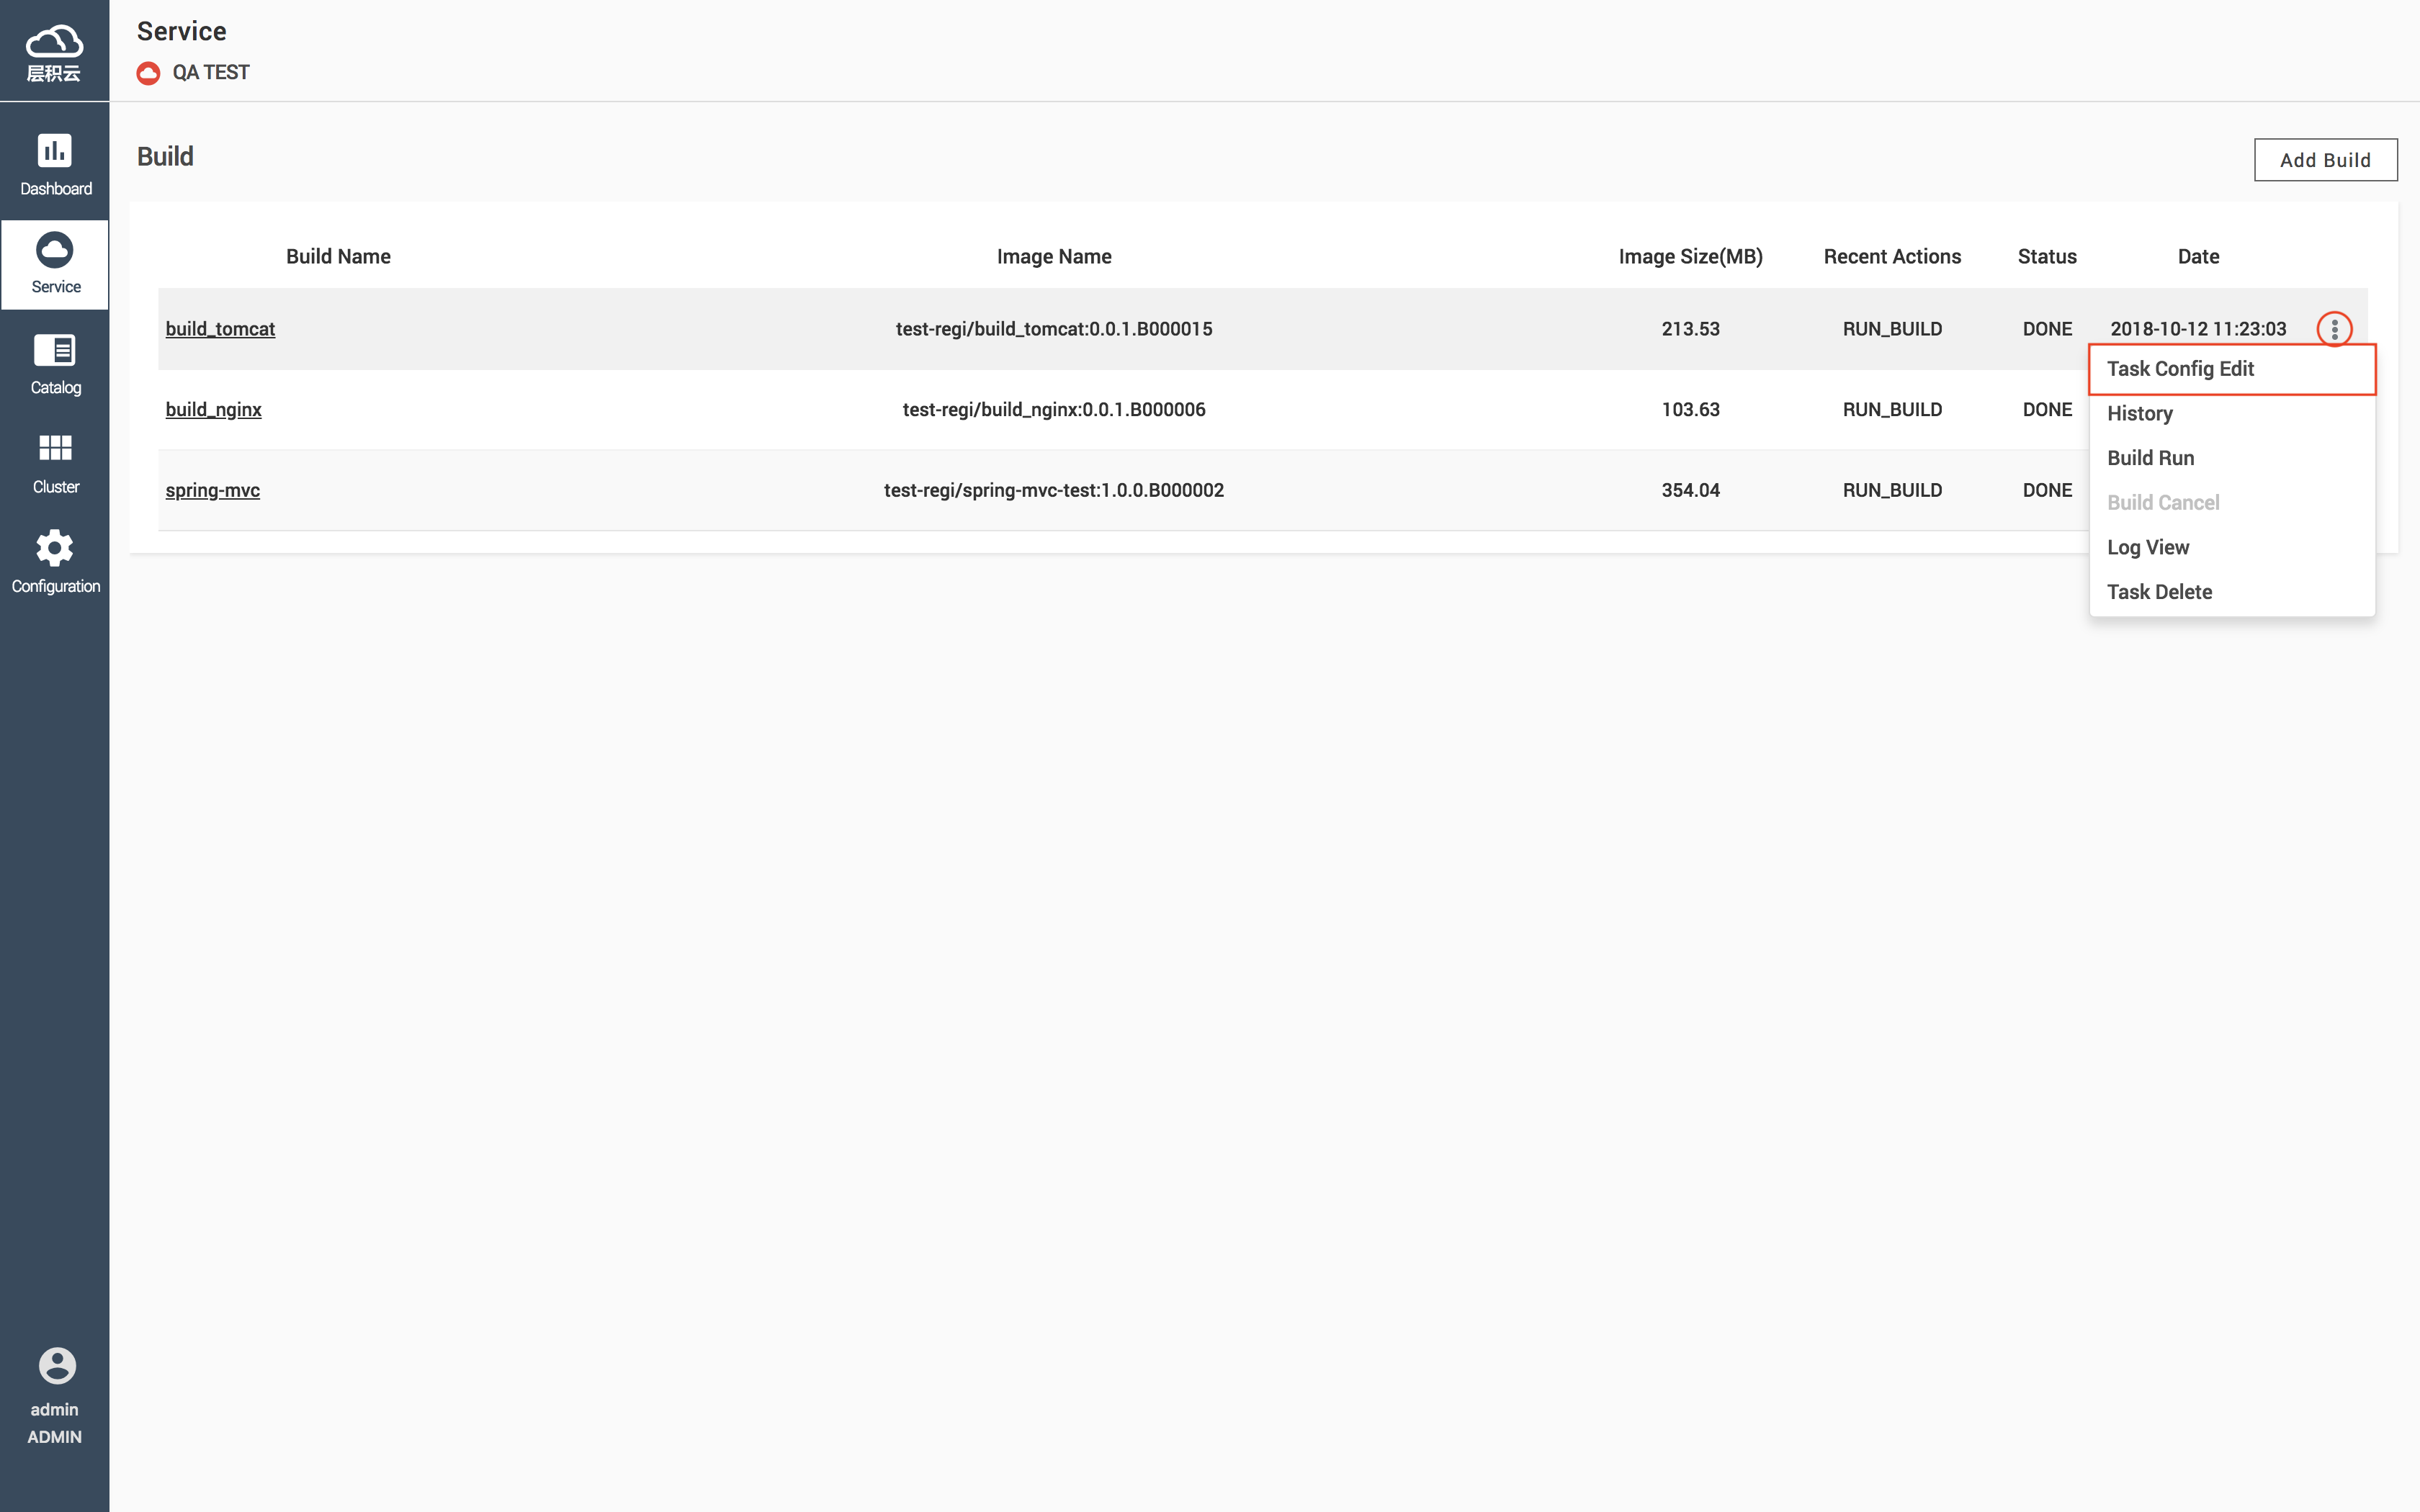 层积云
Service
QA TEST
Dashboard
Service
Catalog
Cluster
Configuration
admin
ADMIN
Build
Add Build
Build Name Image Name Image Size(MB) Recent Actions Status Date
build_tomcat test-regi/build_tomcat:0.0.1.B000015 213.53 RUN_BUILD DONE 2018-10-12 11:23:03
build_nginx test-regi/build_nginx:0.0.1.B000006 103.63 RUN_BUILD DONE
spring-mvc test-regi/spring-mvc-test:1.0.0.B000002 354.04 RUN_BUILD DONE
Task Config Edit
History
Build Run
Build Cancel
Log View
Task Delete